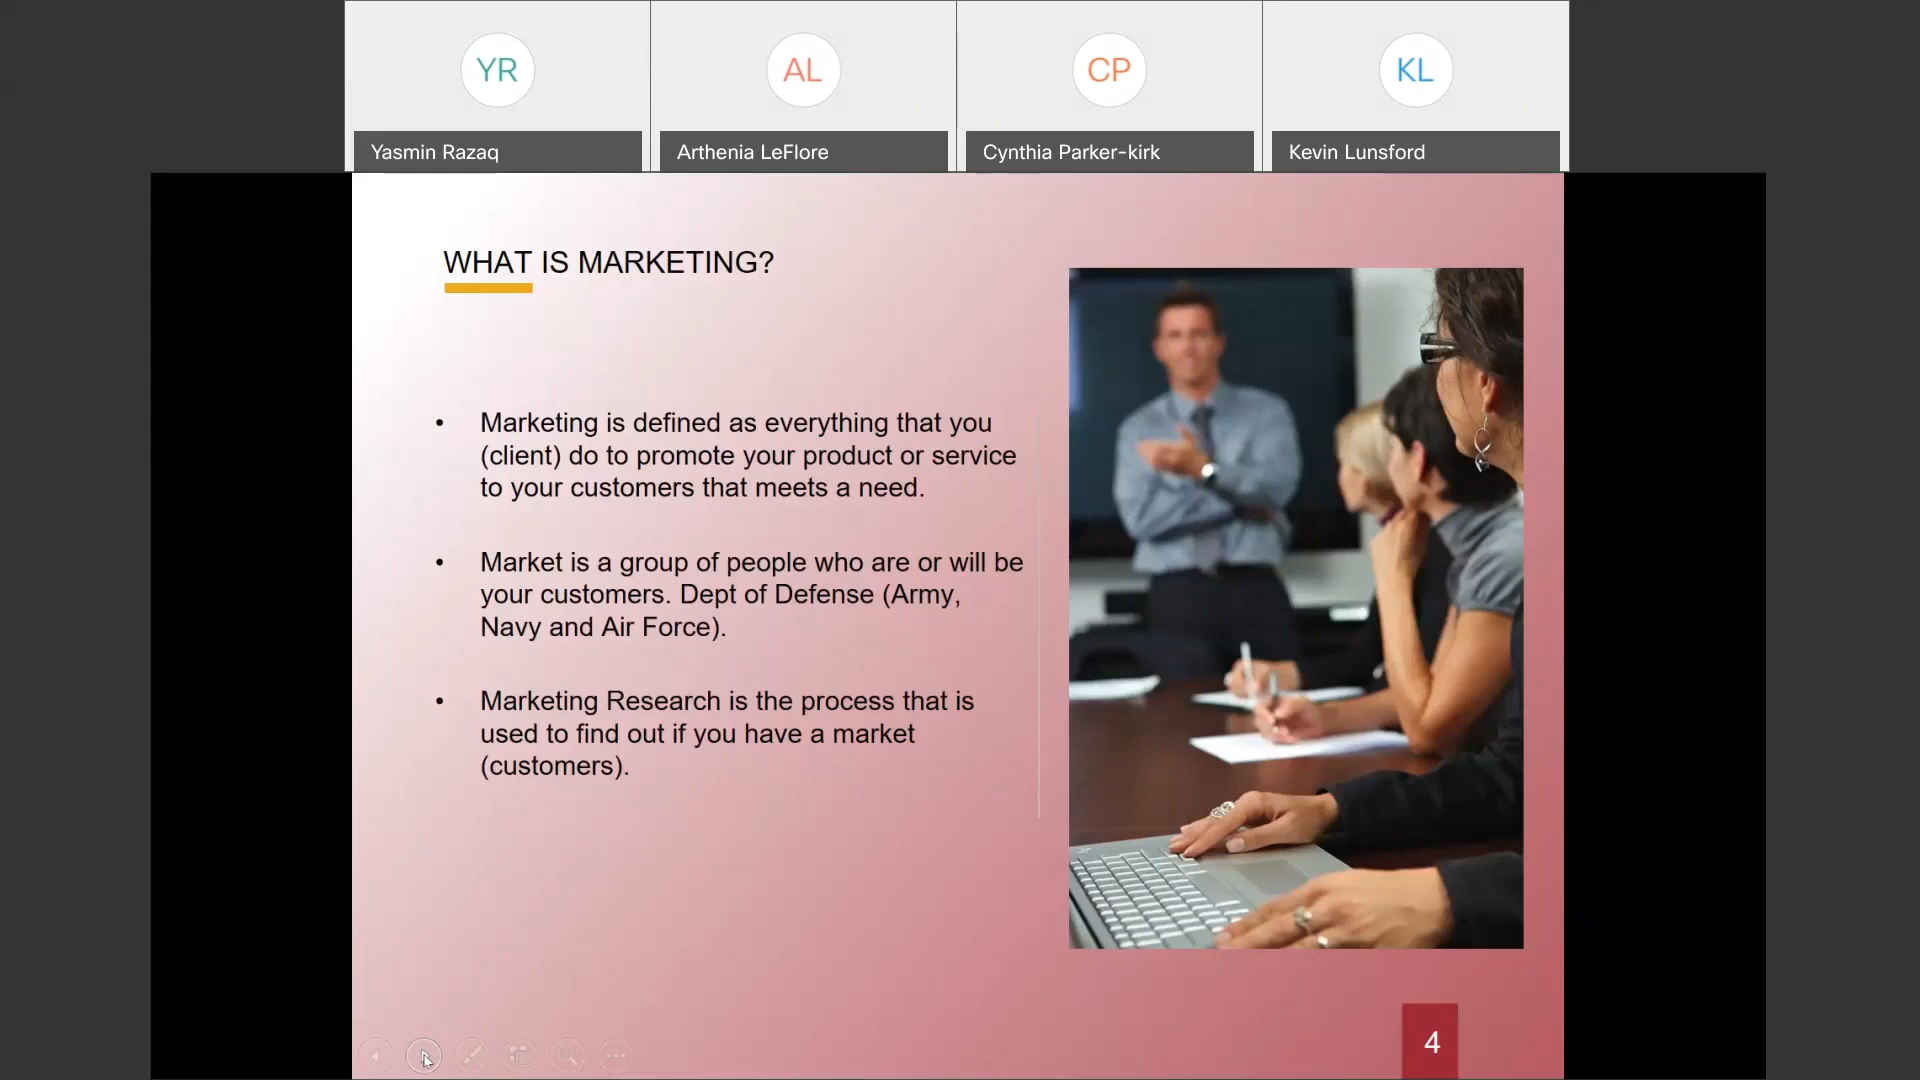 YR
AL
CP
KL
Yasmin Razaq
Arthenia LeFlore
Cynthia Parker-kirk
Kevin Lunsford
WHAT IS MARKETING?
• Marketing is defined as everything that you
(client) do to promote your product or service
to your customers that meets a need.
• Market is a group of people who are or will be
your customers. Dept of Defense (Army,
Navy and Air Force).
• Marketing Research is the process that is
used to find out if you have a market
(customers).
4